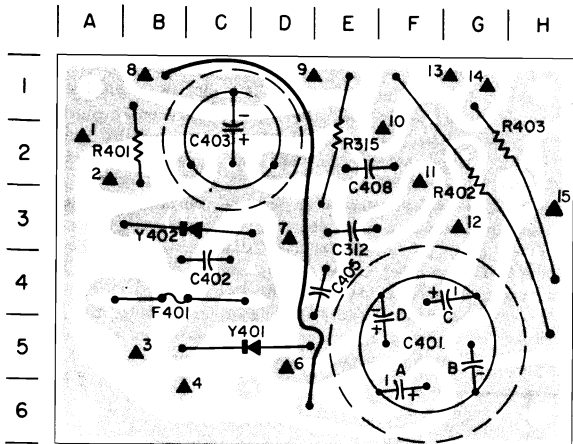 A B C D E F G H
8 9 13 14
1
1 C403 - + 10 R403
2 R401 R315
2 C408 11 R402
15
3 Y402 7 C312 12
4 C402 C405
F401 + C
D - +
Y401 C401
5 3 6 A B -
4 +
6